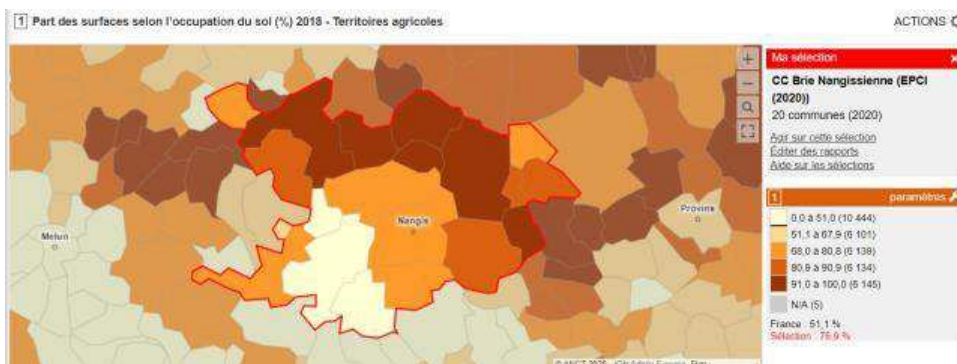 1 Part des surfaces selon l'occupation du sol (%) 2018 - Territoires agricoles
ACTIONS
Ma sélection
CC Brie Nangissienne (EPCI
(2020))
20 communes (2020)
Agir sur cette sélection
Éditer des rapports
Aide sur les sélections
1 paramètres
0,0 à 51,0 (10 444)
51,1 à 67,9 (6 101)
68,0 à 80,8 (6 139)
80,9 à 90,9 (6 134)
91,0 à 100,0 (6 145)
N/A (5)
France : 51,1 %
Melun
Nangis
Provins